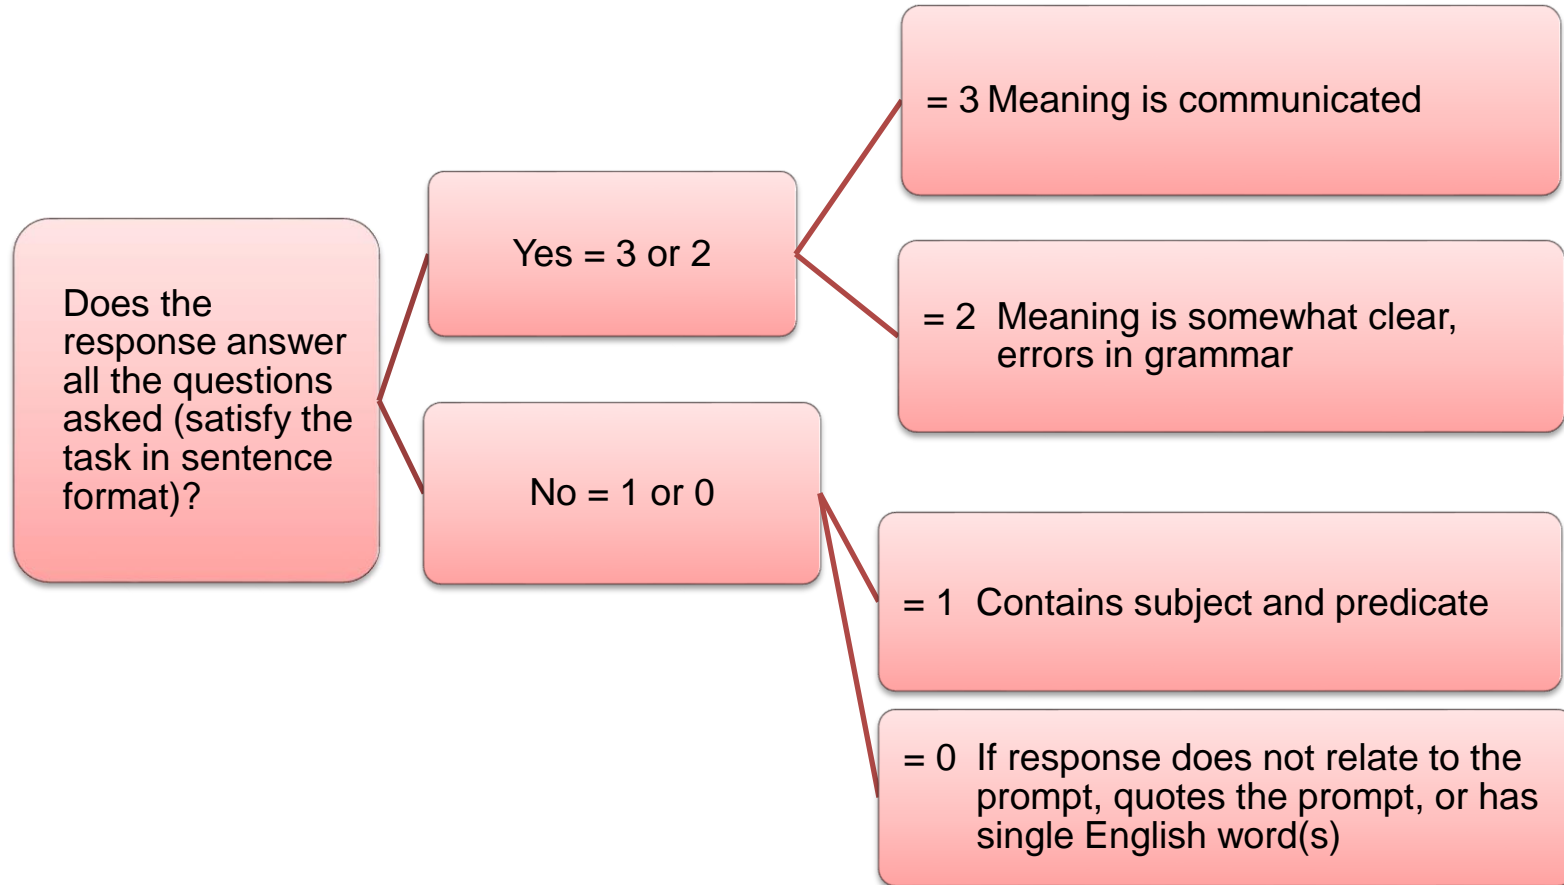 Does the
response answer
all the questions
asked (satisfy the
task in sentence
format)?
Yes = 3 or 2
= 3 Meaning is communicated
= 2 Meaning is somewhat clear,
errors in grammar
No = 1 or 0
= 1 Contains subject and predicate
= 0 If response does not relate to the
prompt, quotes the prompt, or has
single English word(s)